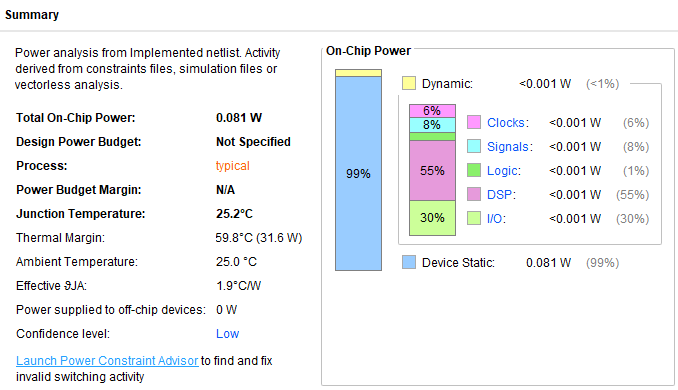 Summary
Power analysis from Implemented netlist. Activity
derived from constraints files, simulation files or
vectorless analysis.
Total On-Chip Power: 0.081 W
Design Power Budget: Not Specified
Process: typical
Power Budget Margin: N/A
Junction Temperature: 25.2°C
Thermal Margin: 59.8°C (31.6 W)
Ambient Temperature: 25.0 °C
Effective ϑJA: 1.9°C/W
Power supplied to off-chip devices: 0 W
Confidence level: Low
Launch Power Constraint Advisor to find and fix
invalid switching activity
On-Chip Power
99%
Dynamic: <0.001 W (<1%)
6%
8%
55%
30%
Clocks: <0.001 W (6%)
Signals: <0.001 W (8%)
Logic: <0.001 W (1%)
DSP: <0.001 W (55%)
I/O: <0.001 W (30%)
Device Static: 0.081 W (99%)